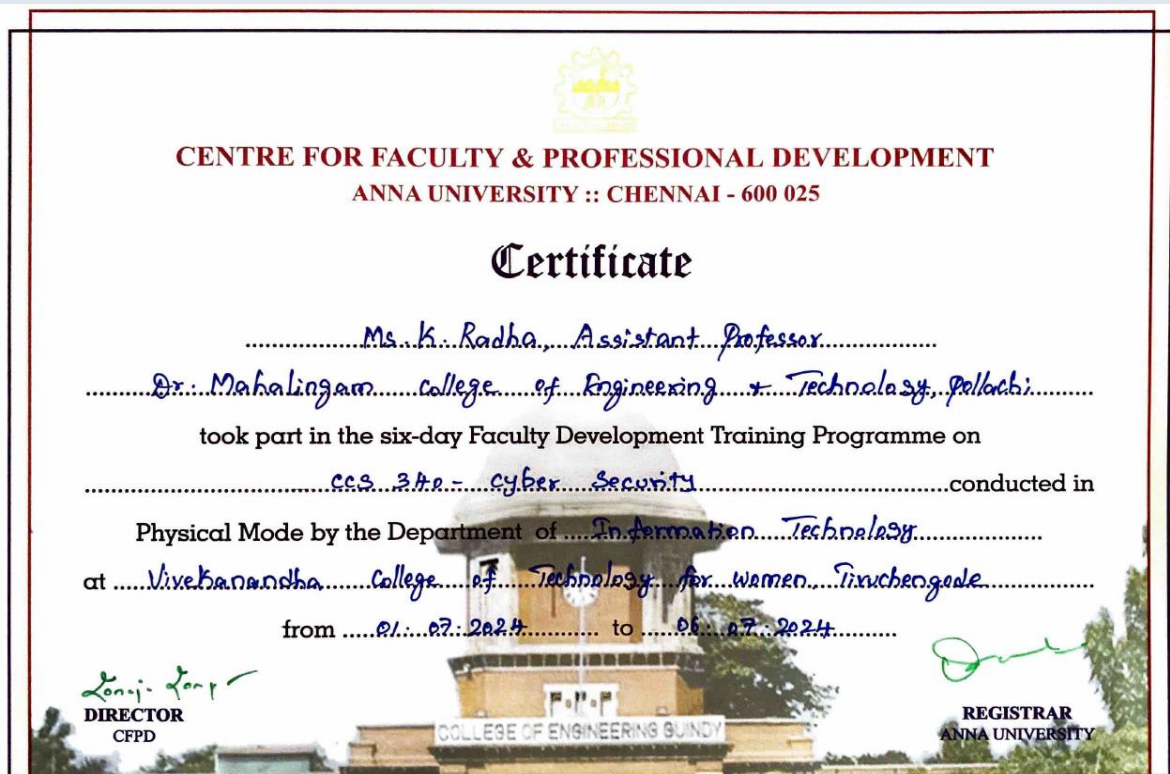 CENTRE FOR FACULTY & PROFESSIONAL DEVELOPMENT
ANNA UNIVERSITY :: CHENNAI - 600 025
Certificate
Ms. K. Radha, Assistant Professor
Dr. Mahalingam College of Engineering & Technology, Pollachi
took part in the six-day Faculty Development Training Programme on
CCS 340 - Cyber Security conducted in
Physical Mode by the Department of Information Technology
at Vivekanandha College of Technology for Women, Tiruchengode
from 01.07.2024 to 06.07.2024
DIRECTOR
CFPD
COLLEGE OF ENGINEERING GUINDY
REGISTRAR
ANNA UNIVERSITY